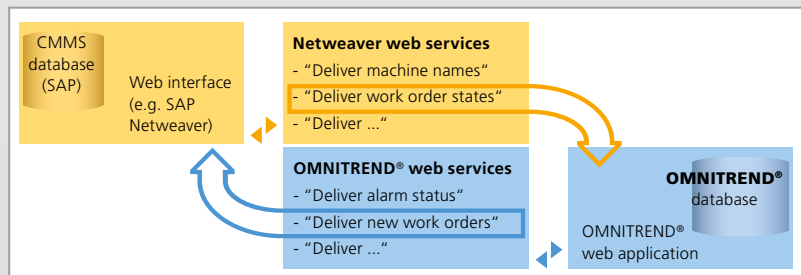 CMMS
database
(SAP)
Web interface
(e.g. SAP
Netweaver)
Netweaver web services
- “Deliver machine names“
- “Deliver work order states“
- “Deliver ...“
OMNITREND® web services
- “Deliver alarm status“
- “Deliver new work orders“
- “Deliver ...“
OMNITREND®
database
OMNITREND®
web application